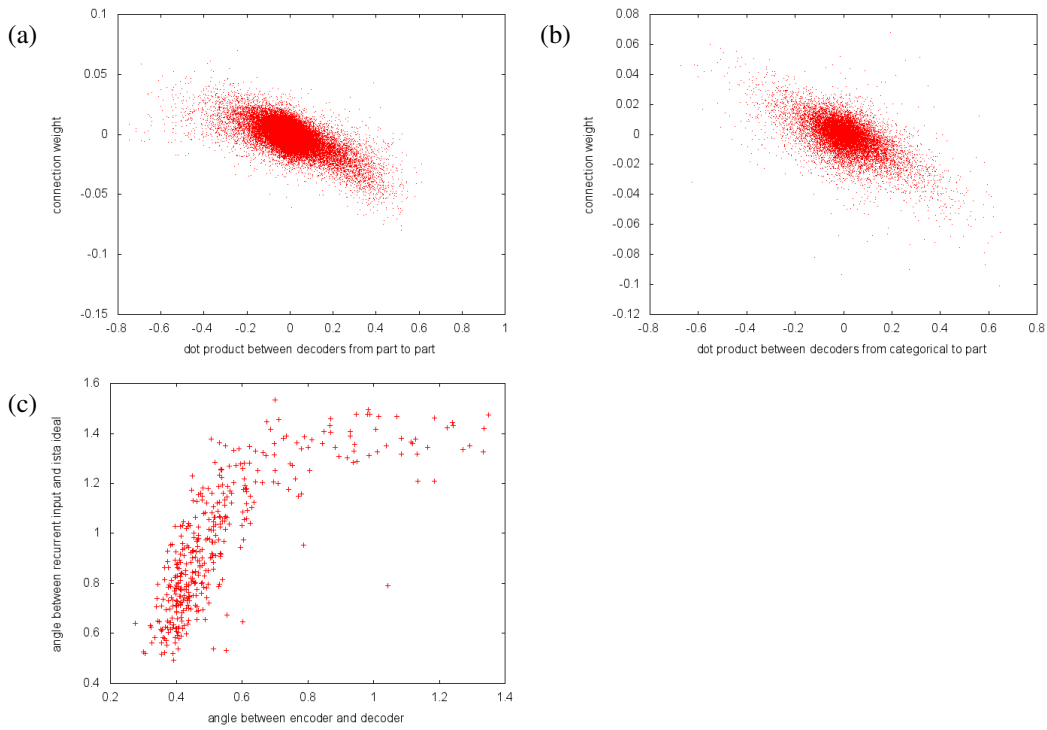 (a)
0.1
0.05
0
-0.05
-0.1
-0.15
connection weight
-0.8 -0.6 -0.4 -0.2 0 0.2 0.4 0.6 0.8 1
dot product between decoders from part to part
(b)
0.08
0.06
0.04
0.02
0
-0.02
-0.04
-0.06
-0.08
-0.1
-0.12
connection weight
-0.8 -0.6 -0.4 -0.2 0 0.2 0.4 0.6 0.8
dot product between decoders from categorical to part
(c)
1.6
1.4
1.2
1
0.8
0.6
0.4
angle between recurrent input and ista ideal
0.2 0.4 0.6 0.8 1 1.2 1.4
angle between encoder and decoder